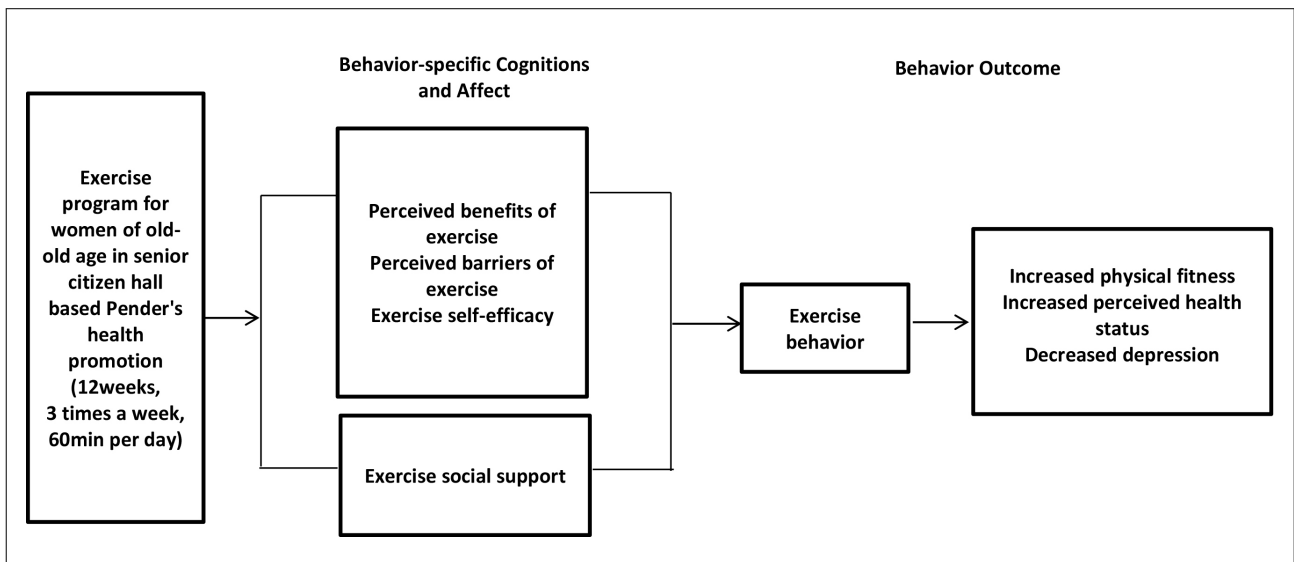 Behavior-specific Cognitions
and Affect
Behavior Outcome
Exercise
program for
women of old-
old age in senior
citizen hall
based Pender's
health
promotion
(12weeks,
3 times a week,
60min per day)
Perceived benefits of
exercise
Perceived barriers of
exercise
Exercise self-efficacy
Exercise social support
Exercise
behavior
Increased physical fitness
Increased perceived health
status
Decreased depression